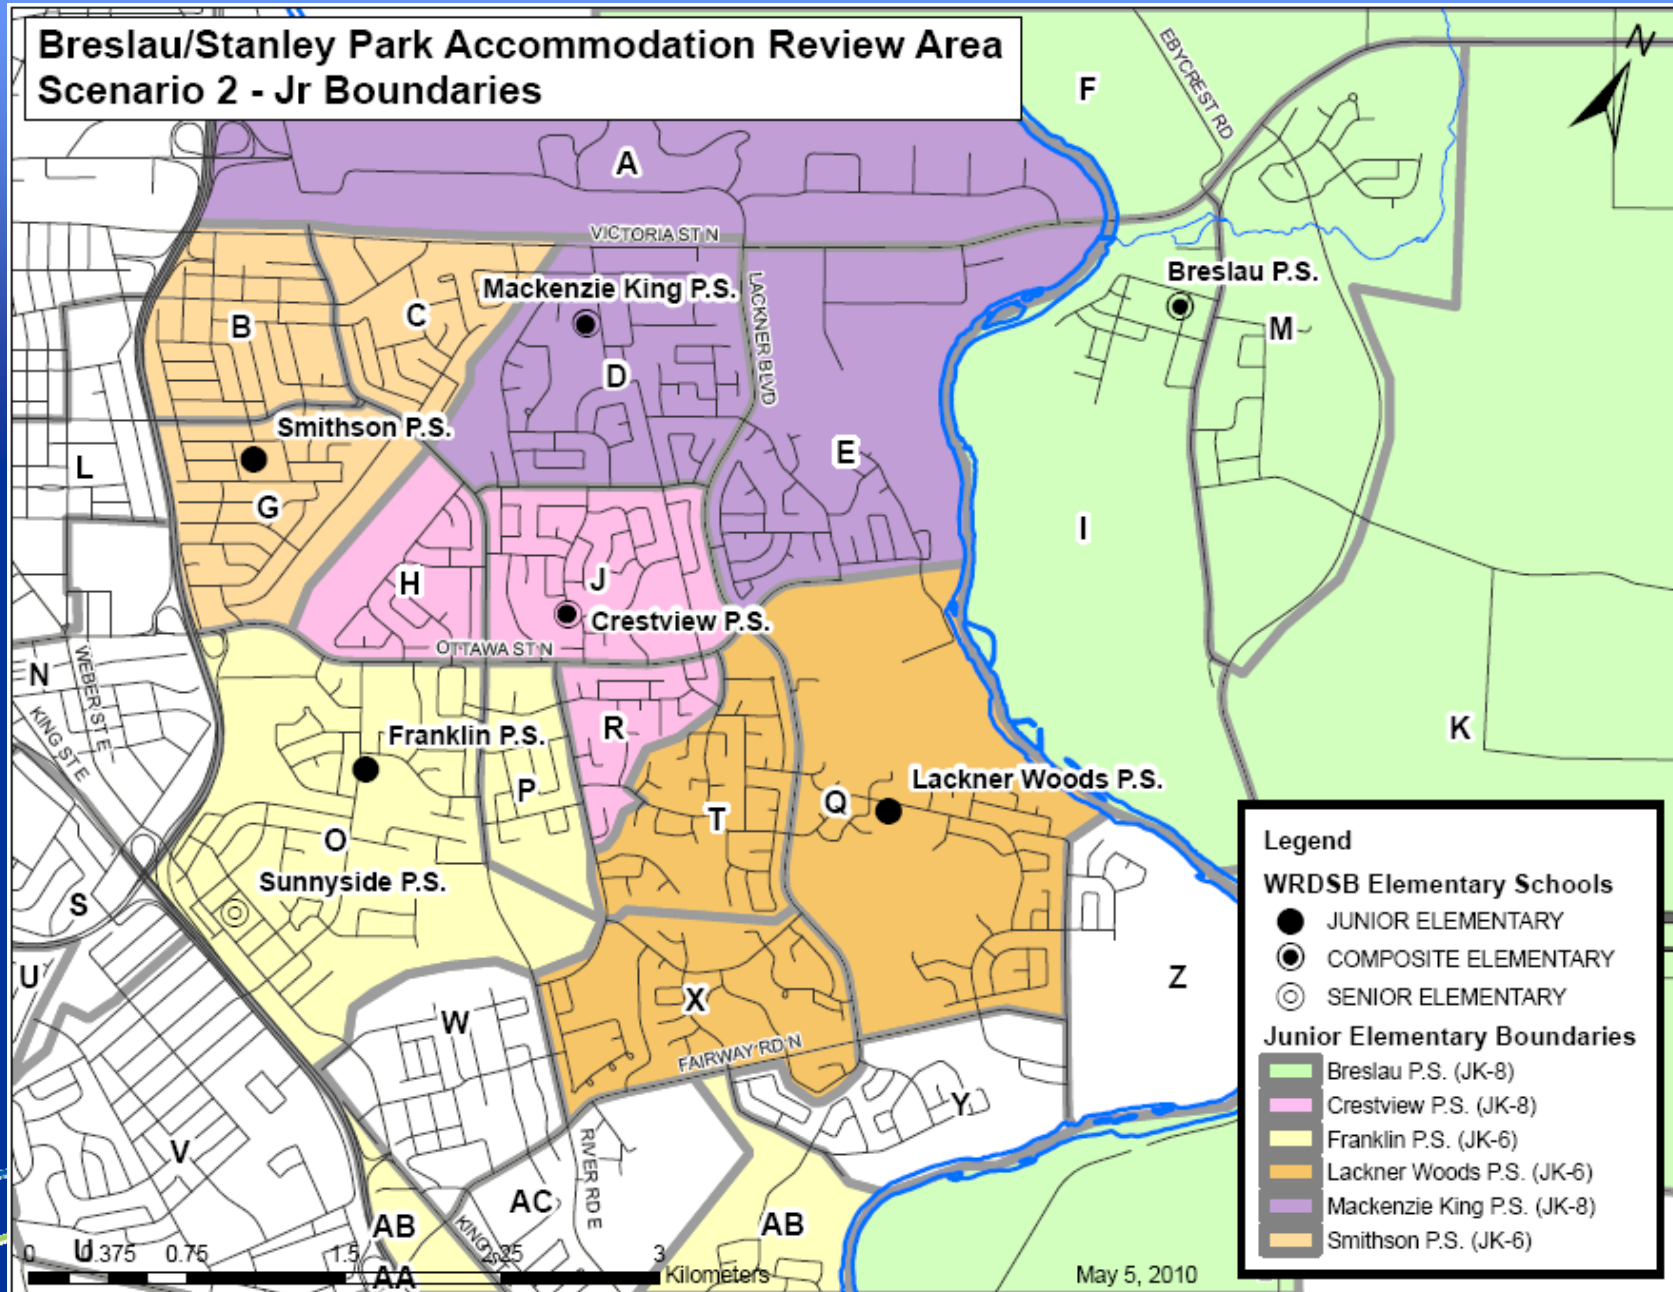 Breslau/Stanley Park Accommodation Review Area
Scenario 2 - Jr Boundaries
N
F
EBYCREST RD
A
VICTORIA ST N
Mackenzie King P.S.
LACKNER BLVD
Breslau P.S.
B
C
D
M
Smithson P.S.
L
G
E
I
H
J
Crestview P.S.
OTTAWA ST N
N
WEBER ST E
KING ST E
Franklin P.S.
R
K
P
Lackner Woods P.S.
Q
T
O
Sunnyside P.S.
S
U
W
X
Z
FAIRWAY RD N
Y
V
RIVER RD E
AC
AB
AB
KING ST E
U
AA
0 0.375 0.75 1.5 2.25 3
Kilometers
May 5, 2010
Legend
WRDSB Elementary Schools
JUNIOR ELEMENTARY
COMPOSITE ELEMENTARY
SENIOR ELEMENTARY
Junior Elementary Boundaries
Breslau P.S. (JK-8)
Crestview P.S. (JK-8)
Franklin P.S. (JK-6)
Lackner Woods P.S. (JK-6)
Mackenzie King P.S. (JK-8)
Smithson P.S. (JK-6)